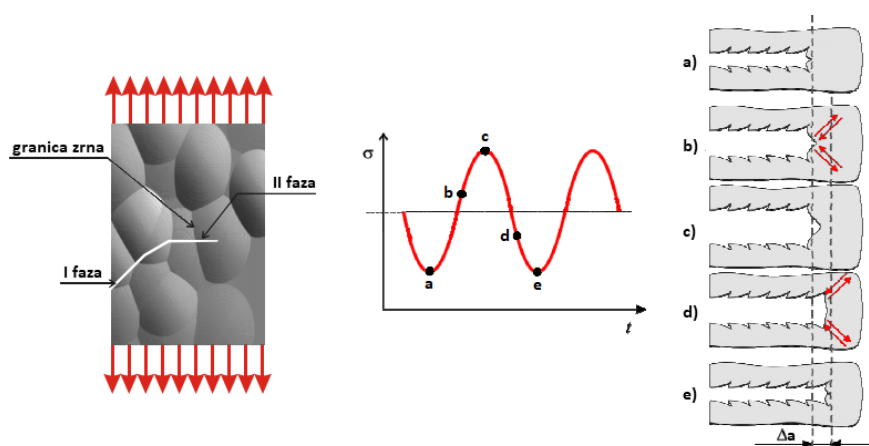 granica zrna
II faza
I faza
σ
c
b
d
a
e
t
a)
b)
c)
d)
e)
Δa